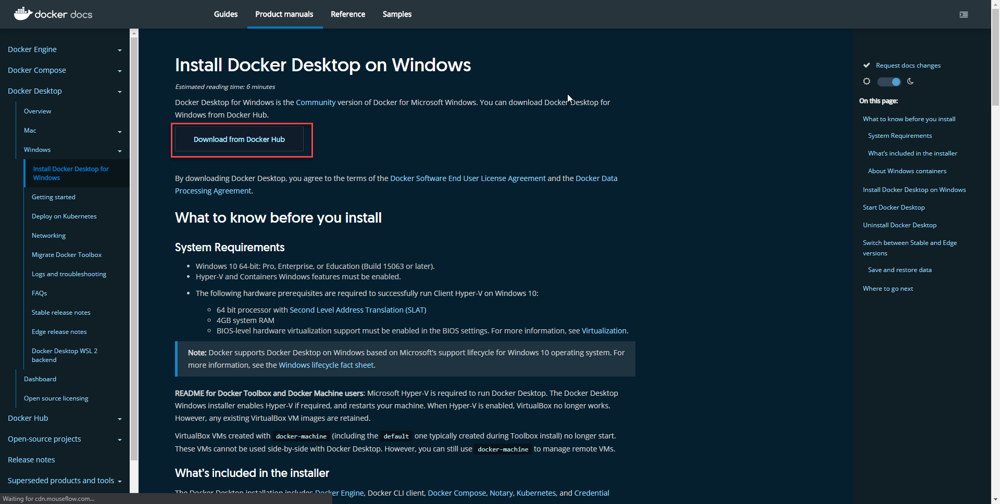 docker docs
Guides
Product manuals
Reference
Samples
Docker Engine
Docker Compose
Docker Desktop
Overview
Mac
Windows
Install Docker Desktop for
Windows
Getting started
Deploy on Kubernetes
Networking
Migrate Docker Toolbox
Logs and troubleshooting
FAQs
Stable release notes
Edge release notes
Docker Desktop WSL 2
backend
Dashboard
Open source licensing
Docker Hub
Open-source projects
Release notes
Superseded products and tools
Install Docker Desktop on Windows
Estimated reading time: 6 minutes
Docker Desktop for Windows is the Community version of Docker for Microsoft Windows. You can download Docker Desktop for
Windows from Docker Hub.
Download from Docker Hub
By downloading Docker Desktop, you agree to the terms of the Docker Software End User License Agreement and the Docker Data
Processing Agreement.
What to know before you install
System Requirements
• Windows 10 64-bit: Pro, Enterprise, or Education (Build 15063 or later).
• Hyper-V and Containers Windows features must be enabled.
• The following hardware prerequisites are required to successfully run Client Hyper-V on Windows 10:
○ 64 bit processor with Second Level Address Translation (SLAT)
○ 4GB system RAM
○ BIOS-level hardware virtualization support must be enabled in the BIOS settings. For more information, see Virtualization.
Note: Docker supports Docker Desktop on Windows based on Microsoft's support lifecycle for Windows 10 operating system. For
more information, see the Windows lifecycle fact sheet.
README for Docker Toolbox and Docker Machine users: Microsoft Hyper-V is required to run Docker Desktop. The Docker Desktop
Windows installer enables Hyper-V if required, and restarts your machine. When Hyper-V is enabled, VirtualBox no longer works.
However, any existing VirtualBox VM images are retained.
VirtualBox VMs created with docker-machine (including the default one typically created during Toolbox install) no longer start.
These VMs cannot be used side-by-side with Docker Desktop. However, you can still use docker-machine to manage remote VMs.
What's included in the installer
The Docker Desktop installation includes Docker Engine, Docker CLI client, Docker Compose, Notary, Kubernetes, and Credential
Request docs changes
On this page:
What to know before you install
System Requirements
What's included in the installer
About Windows containers
Install Docker Desktop on Windows
Start Docker Desktop
Uninstall Docker Desktop
Switch between Stable and Edge
versions
Save and restore data
Where to go next
Waiting for cdn.mouseflow.com...